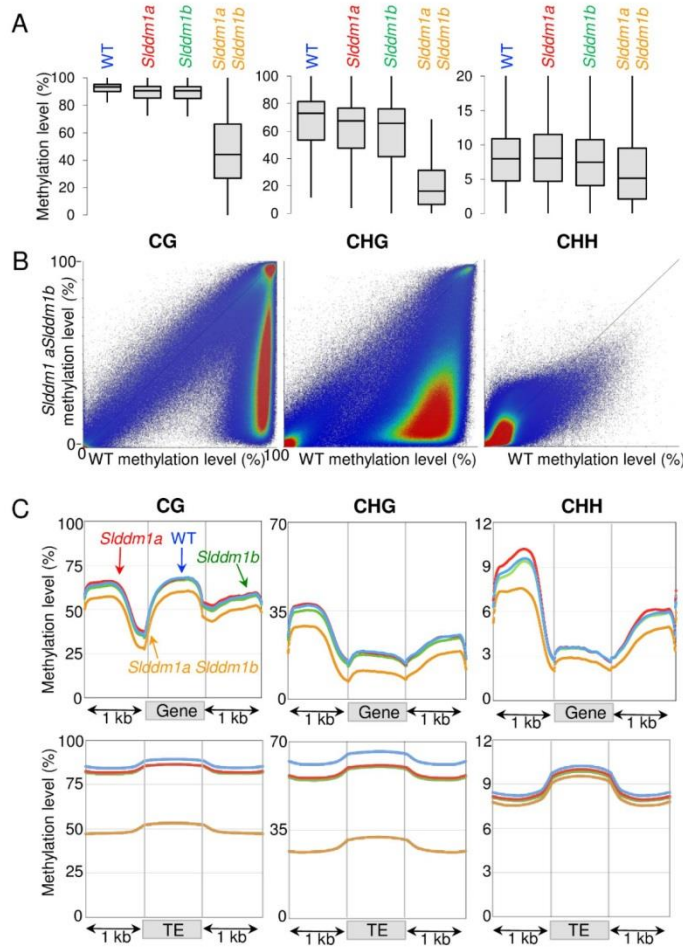 A
WT Slddm1a Slddm1b Slddm1a Slddm1b WT Slddm1a Slddm1b Slddm1a Slddm1b WT Slddm1a Slddm1b Slddm1a Slddm1b
Methylation level (%)
100 80 60 40 20 0
100 80 60 40 20 0
20 15 10 5 0
CG CHG CHH
B
Slddm1 aSlddm1b
methylation level (%)
100
0
0 WT methylation level (%) 100 WT methylation level (%) WT methylation level (%)
C
CG CHG CHH
Methylation level (%)
100 75 50 25 0
Slddm1a WT Slddm1b
Slddm1a Slddm1b
70 35 0
12 9 6 3 0
1 kb Gene 1 kb 1 kb Gene 1 kb 1 kb Gene 1 kb
Methylation level (%)
100 75 50 25 0
70 35 0
12 9 6 3 0
1 kb TE 1 kb 1 kb TE 1 kb 1 kb TE 1 kb